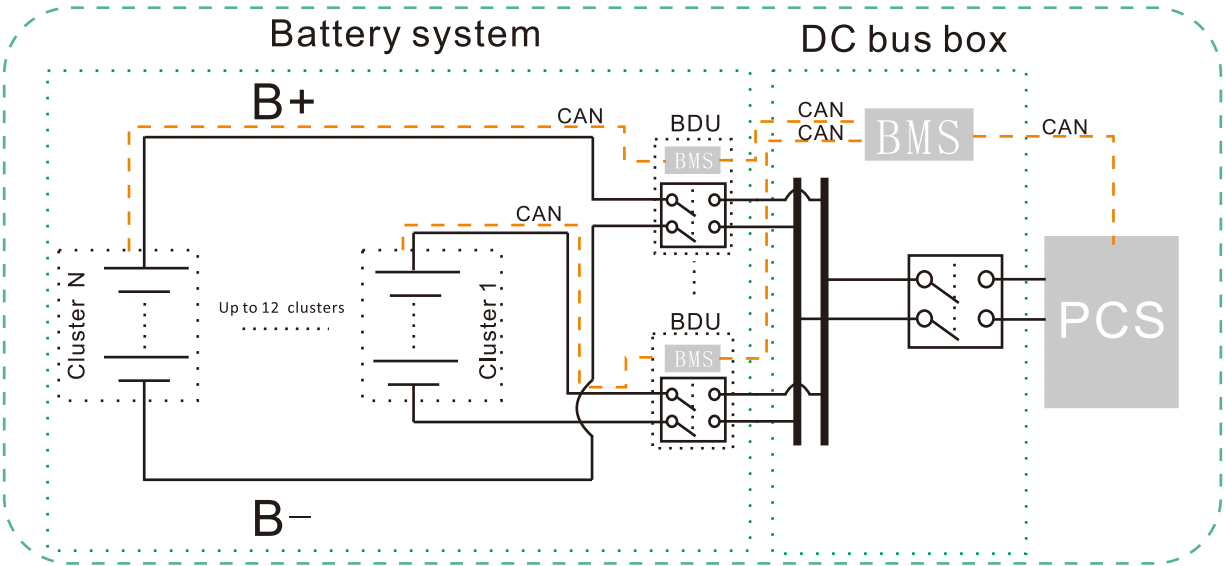 Battery system
DC bus box
B+
CAN
BDU
BMS
CAN
CAN
BMS
CAN
CAN
Cluster N
Up to 12 clusters
Cluster 1
BDU
BMS
PCS
B−